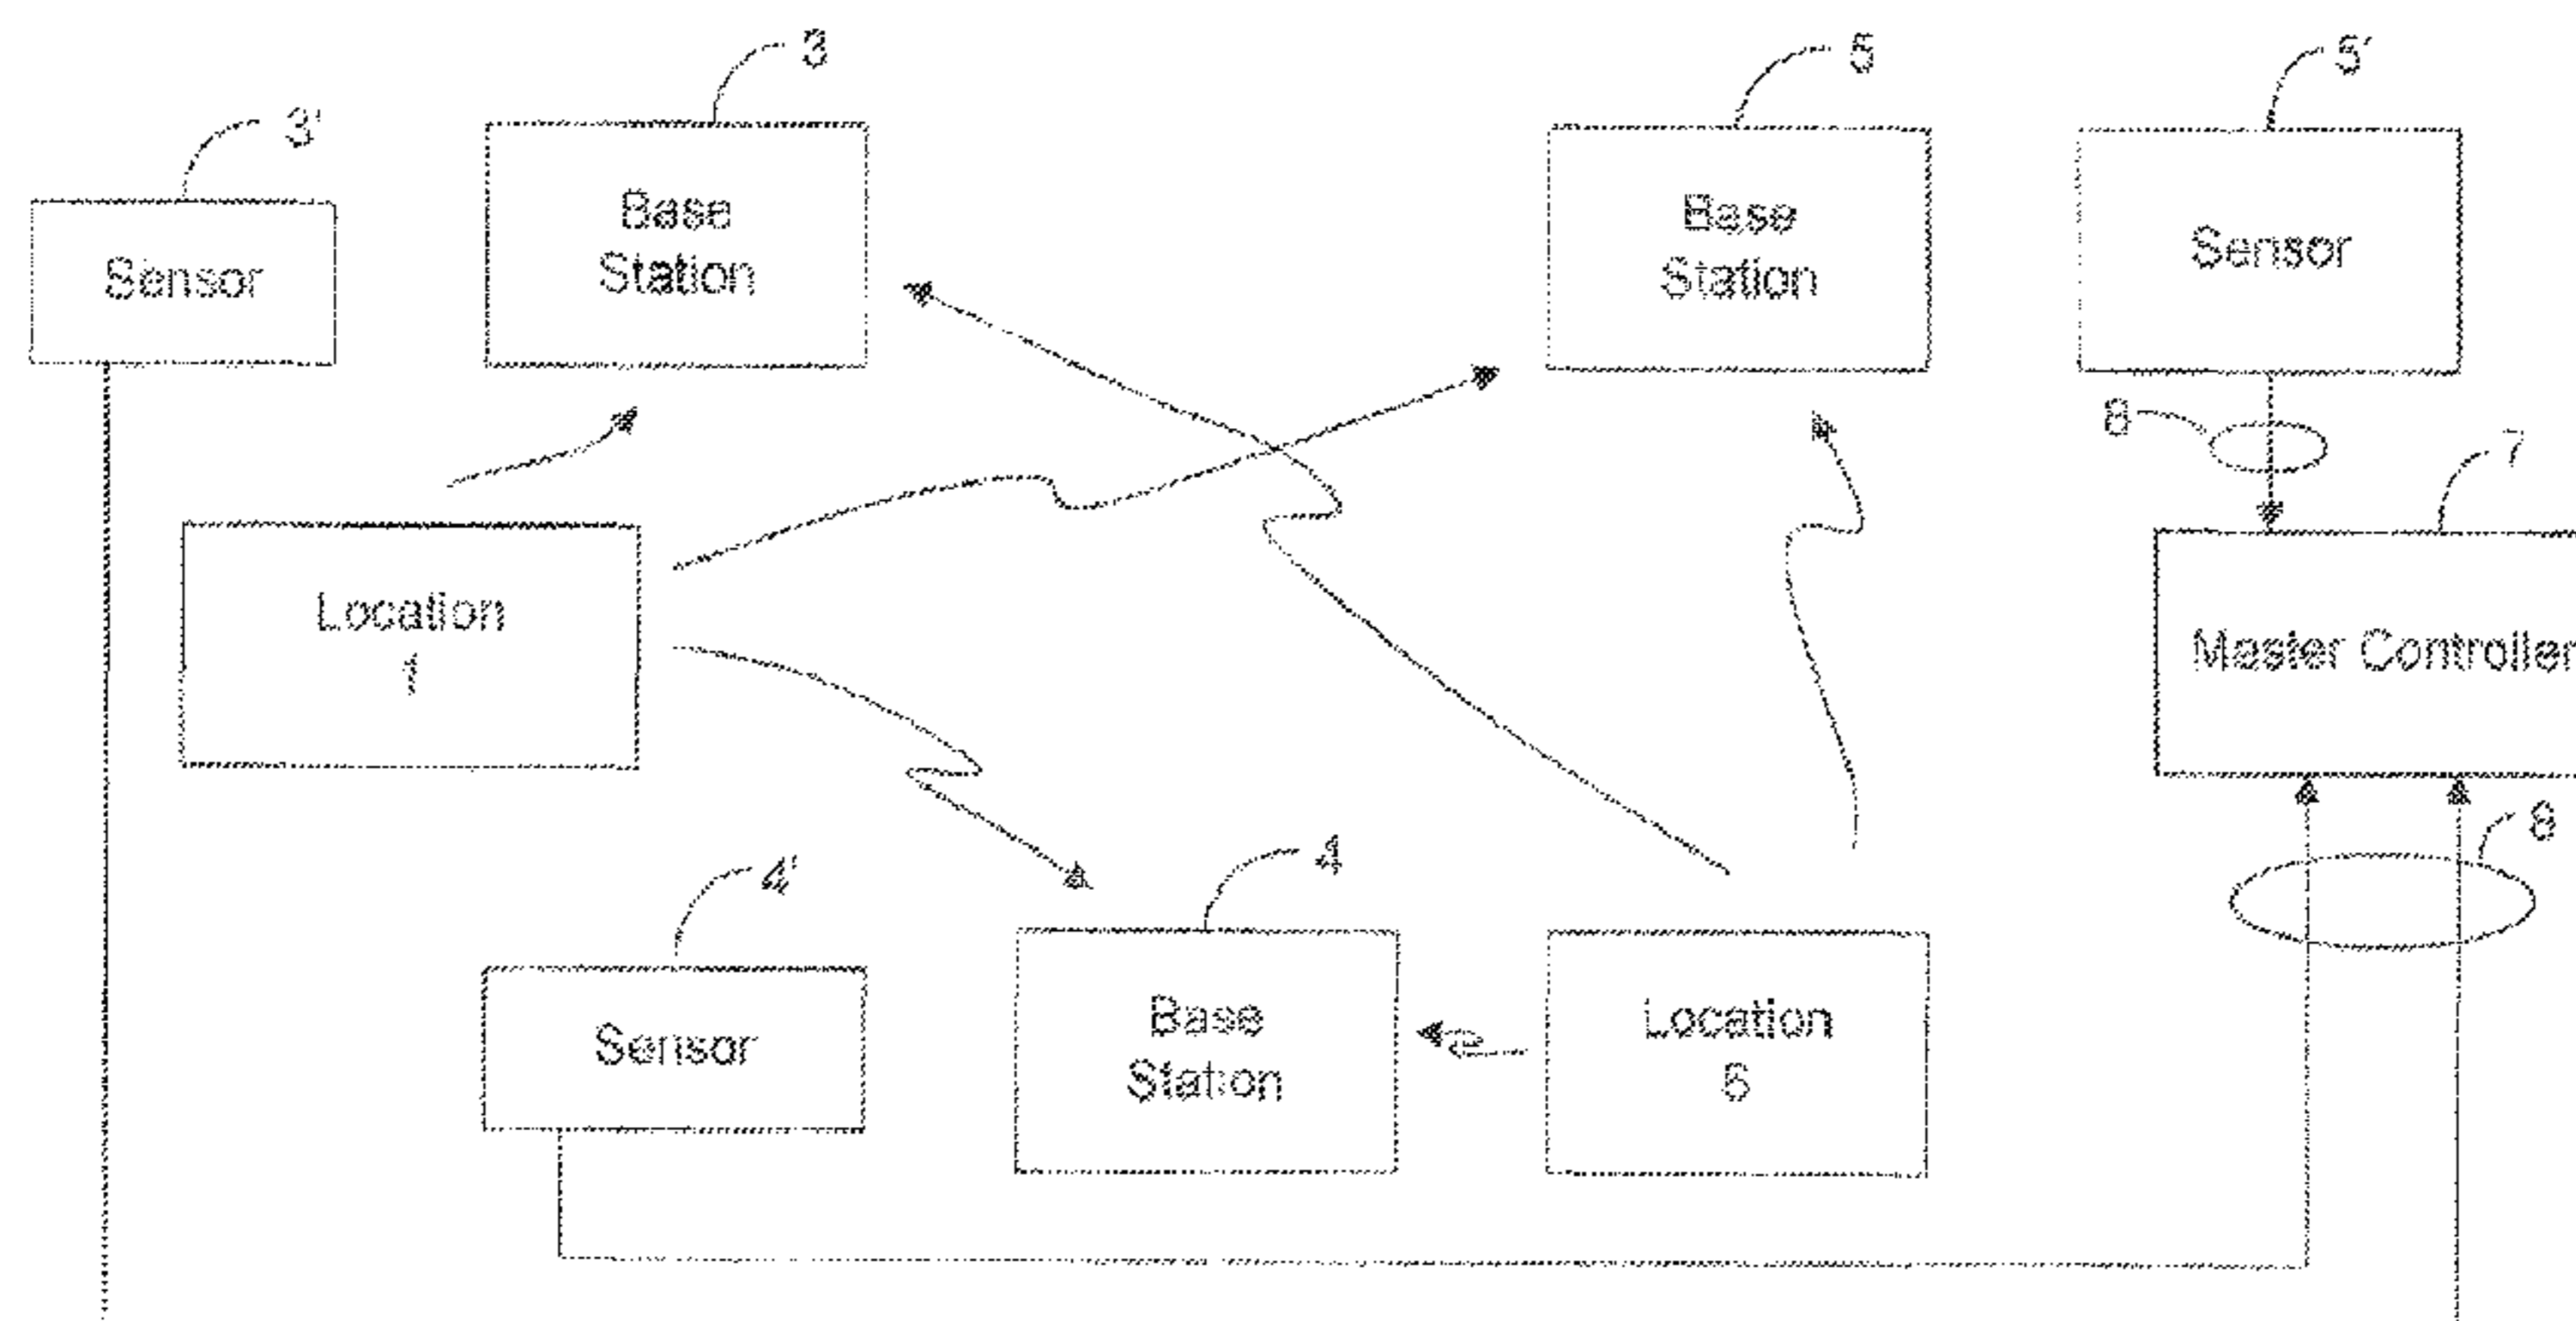 3
5
5'
3'
Base
Station
Base
Station
Sensor
Sensor
8
7
Location
1
Master Controller
8
4
4'
Base
Station
Location
6
Sensor